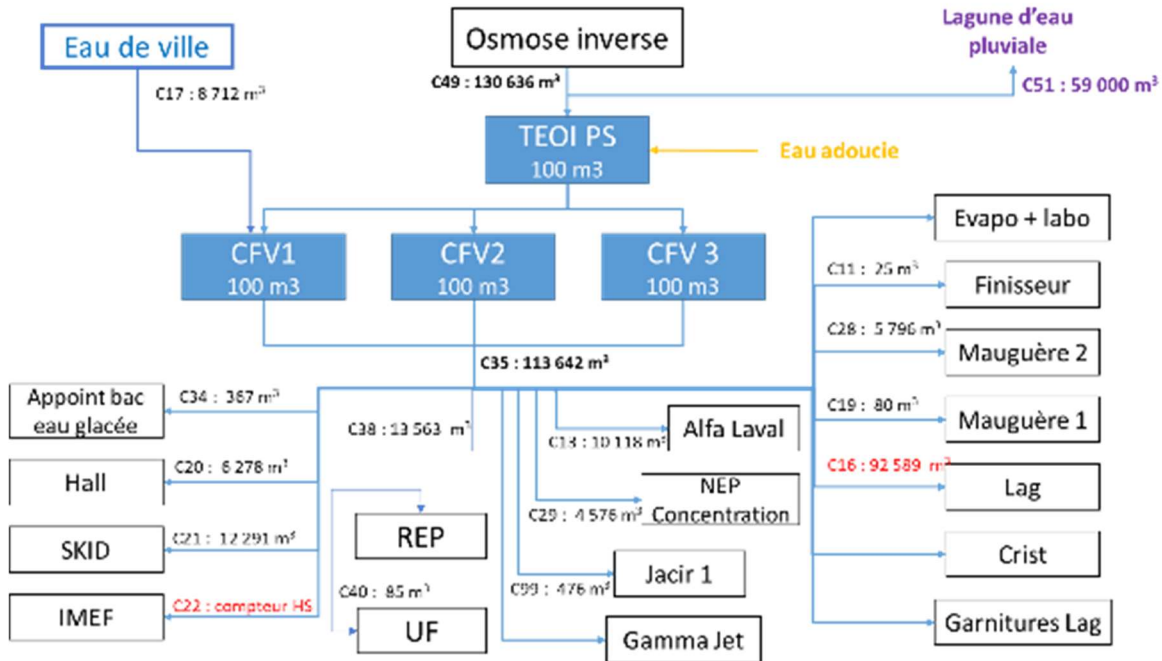 Eau de ville
Osmose inverse
Lagune d'eau
pluviale
C17 : 8 712 m³
C49 : 130 636 m³
C51 : 59 000 m³
TEOI PS
100 m3
Eau adoucie
CFV1
100 m3
CFV2
100 m3
CFV 3
100 m3
Evapo + labo
C11 : 25 m³
Finisseur
C28 : 5 796 m³
Mauguère 2
C35 : 113 642 m³
Appoint bac
eau glacée
C34 : 367 m³
C38 : 13 563 m³
C13 : 10 118 m³
Alfa Laval
C19 : 80 m³
Mauguère 1
C20 : 6 278 m³
Hall
C16 : 92 589 m³
Lag
NEP
Concentration
C29 : 4 576 m³
C21 : 12 291 m³
SKID
REP
Crist
Jacir 1
C99 : 476 m³
C22 : compteur HS
IMEF
C40 : 85 m³
UF
Gamma Jet
Garnitures Lag